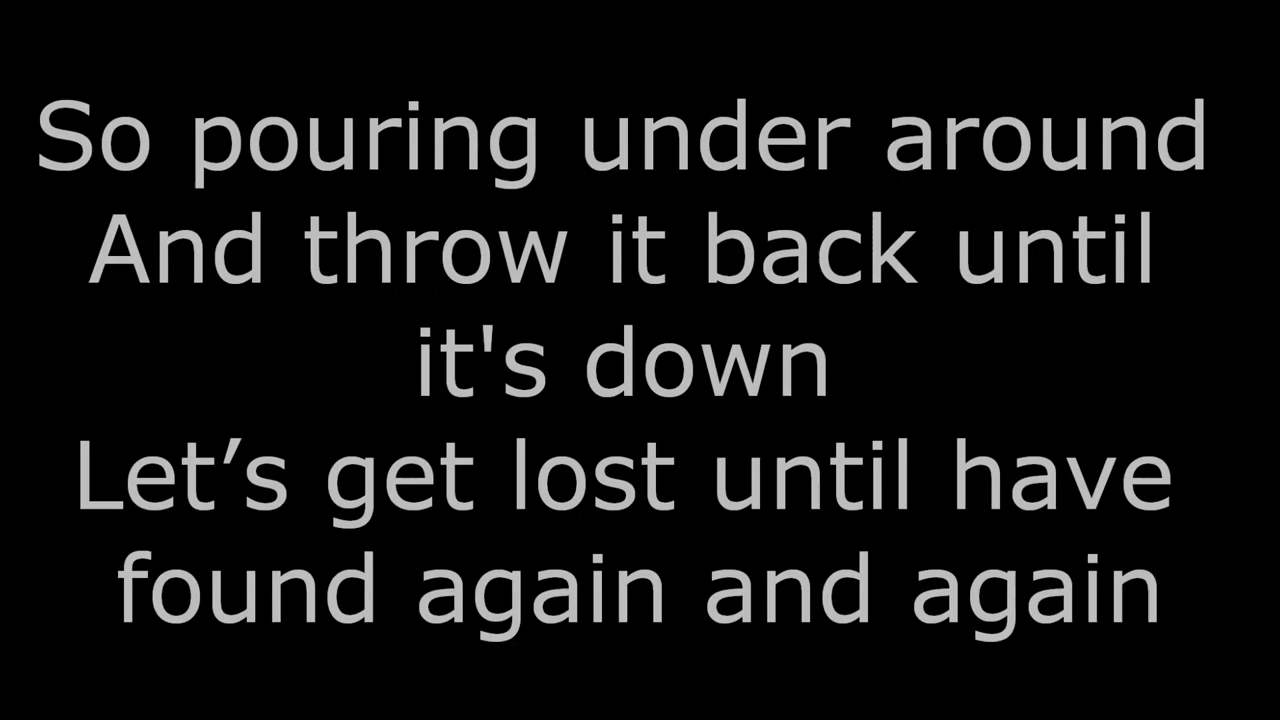 So pouring under around
And throw it back until
it's down
Let’s get lost until have
found again and again